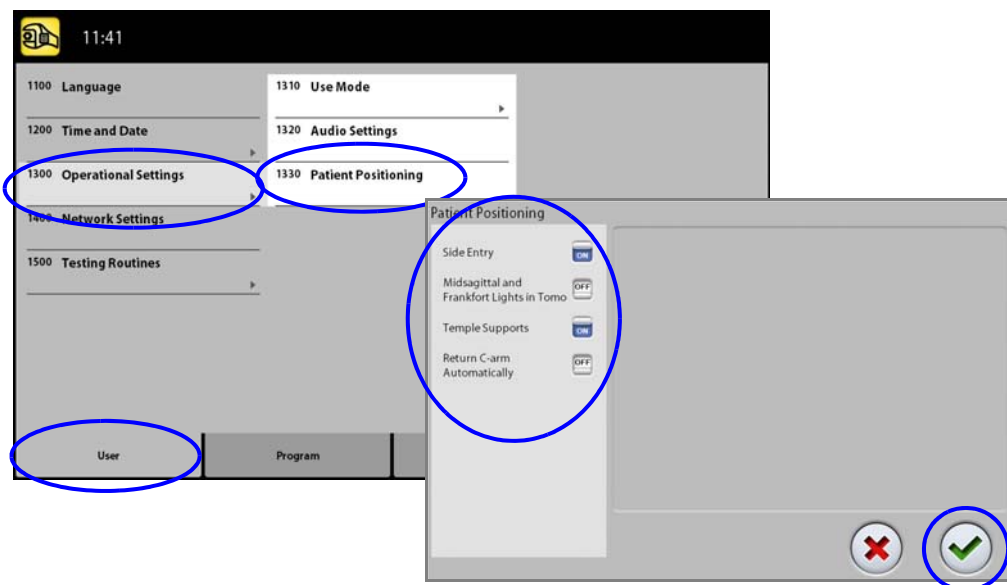 11:41
1100 Language
1200 Time and Date
1300 Operational Settings
1400 Network Settings
1500 Testing Routines
1310 Use Mode
1320 Audio Settings
1330 Patient Positioning
User
Program
Patient Positioning
Side Entry ON
Midsagittal and
Frankfort Lights in Tomo OFF
Temple Supports ON
Return C-arm
Automatically OFF